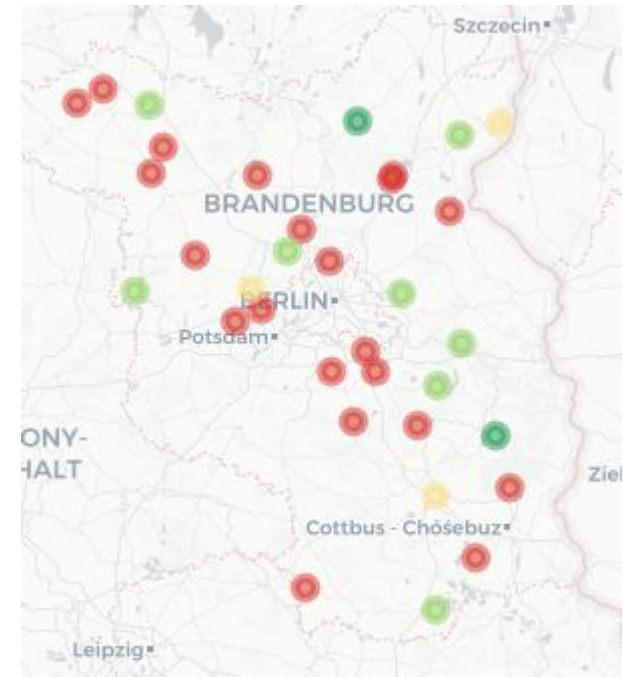 Szczecin
BRANDENBURG
BERLIN
Potsdam
ONY-
HALT
Ziel
Cottbus - Chóśebuz
Leipzig